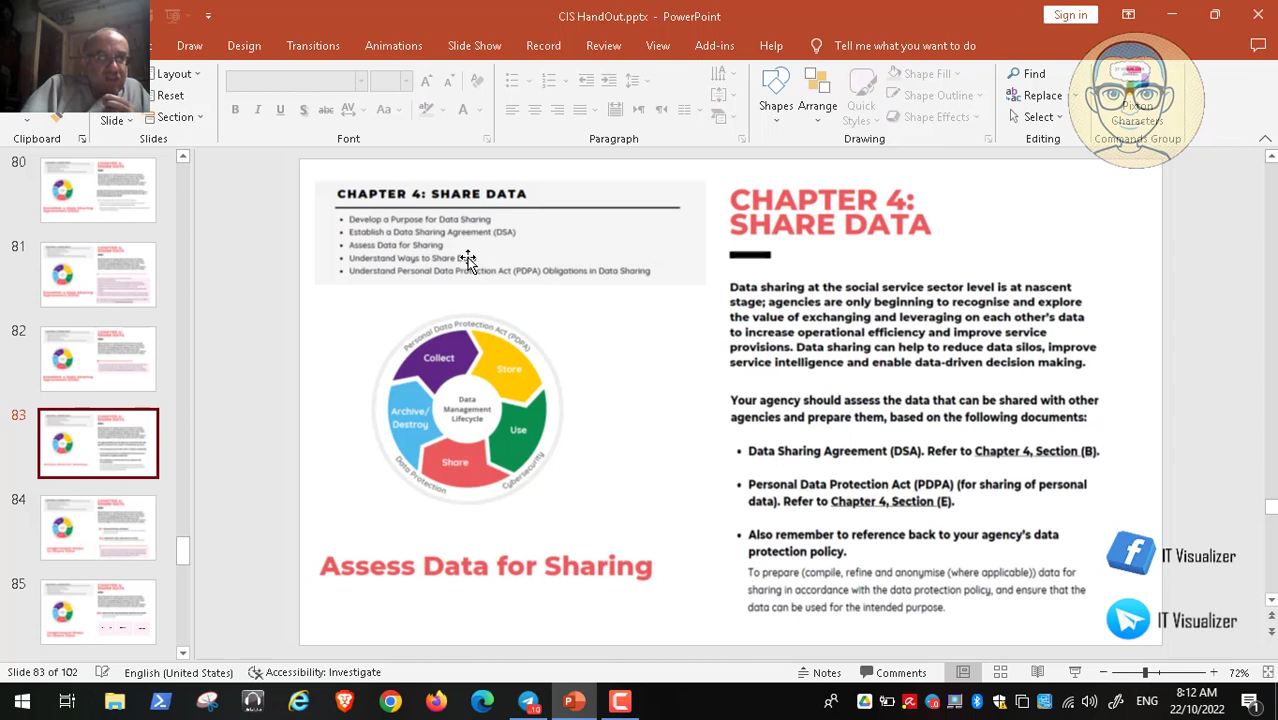 CIS HandOut.pptx - PowerPoint
Sign in
Draw
Design
Transitions
Animations
Slide Show
Record
Review
View
Add-ins
Help
Tell me what you want to do
Layout
Reset
Slide
Section
Clipboard
Slides
Font
Paragraph
Shapes
Arrange
Quick
Styles
Shape Fill
Shape Outline
Shape Effects
Drawing
Find
Replace
Select
Editing
Pixton
Characters
Commands Group
80
81
82
83
84
85
CHAPTER 4: SHARE DATA
• Develop a Purpose for Data Sharing
• Establish a Data Sharing Agreement (DSA)
• Assess Data for Sharing
• Understand Ways to Share
• Understand Personal Data Protection Act (PDPA) Obligations in Data Sharing
Personal Data Protection Act (PDPA)
Collect
Store
Data
Management
Lifecycle
Archive/
Destroy
Use
Share
Data Protection
Cybersecurity
Assess Data for Sharing
CHAPTER 4:
SHARE DATA
Data sharing at the social service sector level is at nascent
stage; agencies are only beginning to recognise and explore
the value of exchanging and leveraging on each other's data
to increase operational efficiency and improve service
provisions. Data sharing can help to reduce data silos, improve
service intelligence and enable data-driven decision making.
Your agency should assess the data that can be shared with other
agencies and prepare them, based on the following documents:
• Data Sharing Agreement (DSA). Refer to Chapter 4, Section (B).
• Personal Data Protection Act (PDPA) (for sharing of personal
data). Refer to Chapter 4, Section (E).
• Also remember to reference back to your agency's data
protection policy.
To prepare (compile, refine and anonymise (where applicable)) data for
sharing in accordance with the data protection policy, and ensure that the
data can be used for the intended purpose.
IT Visualizer
IT Visualizer
Slide 83 of 102
English (United States)
Accessibility: Investigate
Notes
Comments
72%
10
ENG
8:12 AM
22/10/2022